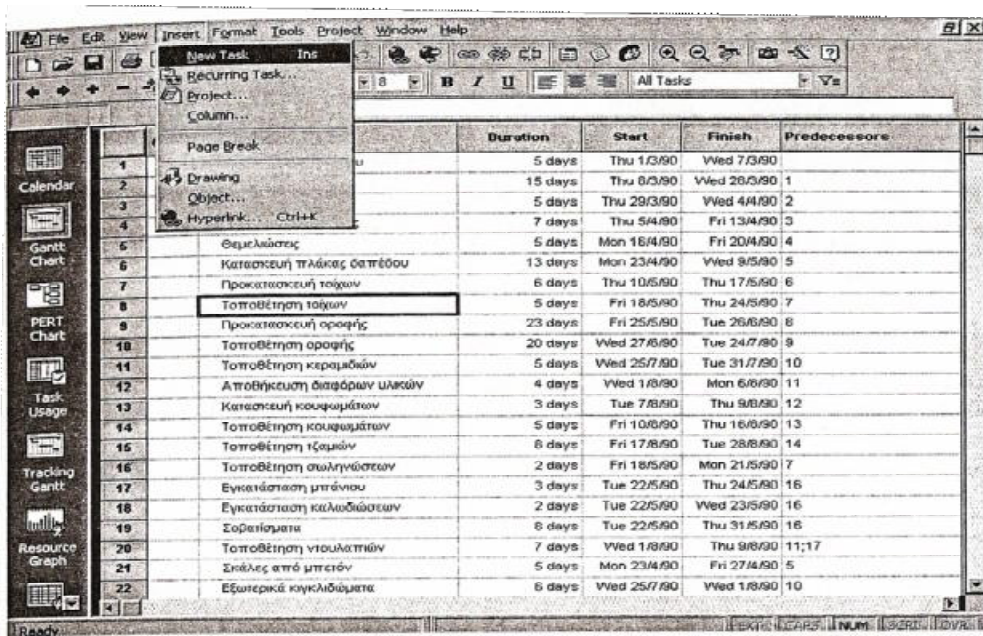 File Edit View Insert Format Tools Project Window Help
New Task Ins
Recurring Task...
Project...
Column...
Page Break
Drawing
Object...
Hyperlink... Ctrl+K
8 B I U All Tasks
Duration Start Finish Predecessors
1 5 days Thu 1/3/90 Wed 7/3/90
2 15 days Thu 8/3/90 Wed 28/3/90 1
3 5 days Thu 29/3/90 Wed 4/4/90 2
4 7 days Thu 5/4/90 Fri 13/4/90 3
5 Θεμελιώσεις 5 days Mon 16/4/90 Fri 20/4/90 4
6 Κατασκευή πλάκας δαπέδου 13 days Mon 23/4/90 Wed 9/5/90 5
7 Προκατασκευή τοίχων 6 days Thu 10/5/90 Thu 17/5/90 6
8 Τοποθέτηση τοίχων 5 days Fri 18/5/90 Thu 24/5/90 7
9 Προκατασκευή οροφής 23 days Fri 25/5/90 Tue 26/6/90 8
10 Τοποθέτηση οροφής 20 days Wed 27/6/90 Tue 24/7/90 9
11 Τοποθέτηση κεραμιδιών 5 days Wed 25/7/90 Tue 31/7/90 10
12 Αποθήκευση διαφόρων υλικών 4 days Wed 1/8/90 Mon 6/8/90 11
13 Κατασκευή κουφωμάτων 3 days Tue 7/8/90 Thu 9/8/90 12
14 Τοποθέτηση κουφωμάτων 5 days Fri 10/8/90 Thu 16/8/90 13
15 Τοποθέτηση τζαμιών 8 days Fri 17/8/90 Tue 28/8/90 14
16 Τοποθέτηση σωληνώσεων 2 days Fri 18/5/90 Mon 21/5/90 7
17 Εγκατάσταση μπάνιου 3 days Tue 22/5/90 Thu 24/5/90 16
18 Εγκατάσταση καλωδιώσεων 2 days Tue 22/5/90 Wed 23/5/90 16
19 Σοβατίσματα 8 days Tue 22/5/90 Thu 31/5/90 16
20 Τοποθέτηση ντουλαπιών 7 days Wed 1/8/90 Thu 9/8/90 11;17
21 Σκάλες από μπετόν 5 days Mon 23/4/90 Fri 27/4/90 5
22 Εξωτερικά κιγκλιδώματα 6 days Wed 25/7/90 Wed 1/8/90 10
Calendar
Gantt
Chart
PERT
Chart
Task
Usage
Tracking
Gantt
Resource
Graph
Ready EXT CAPS NUM SCRL OVR